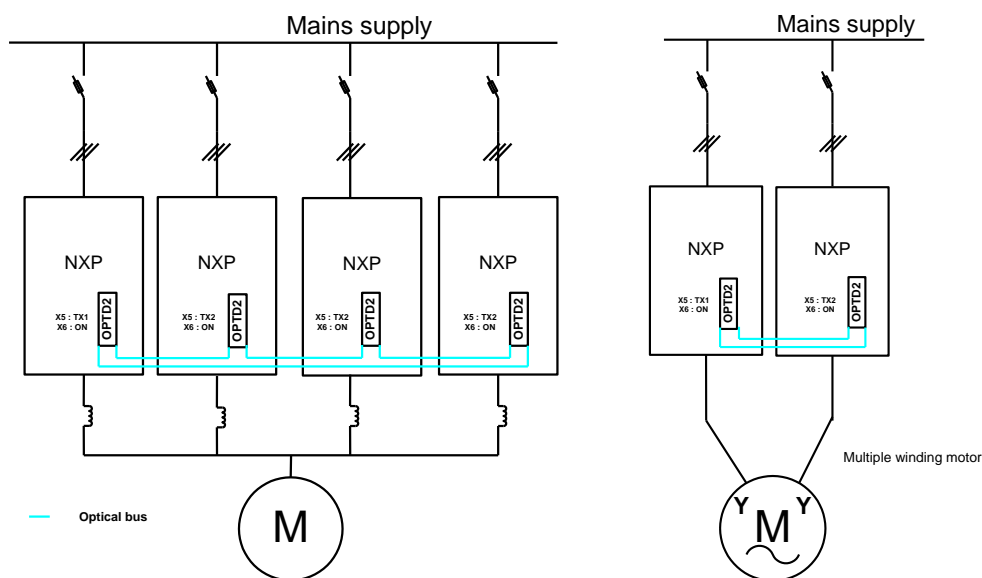 Mains supply
Mains supply
NXP
NXP
NXP
NXP
NXP
NXP
X5 : TX1
X6 : ON
OPTD2
X5 : TX2
X6 : ON
OPTD2
X5 : TX2
X6 : ON
OPTD2
X5 : TX2
X6 : ON
OPTD2
X5 : TX1
X6 : ON
OPTD2
X5 : TX2
X6 : ON
OPTD2
Multiple winding motor
Optical bus
M
Y
M
Y